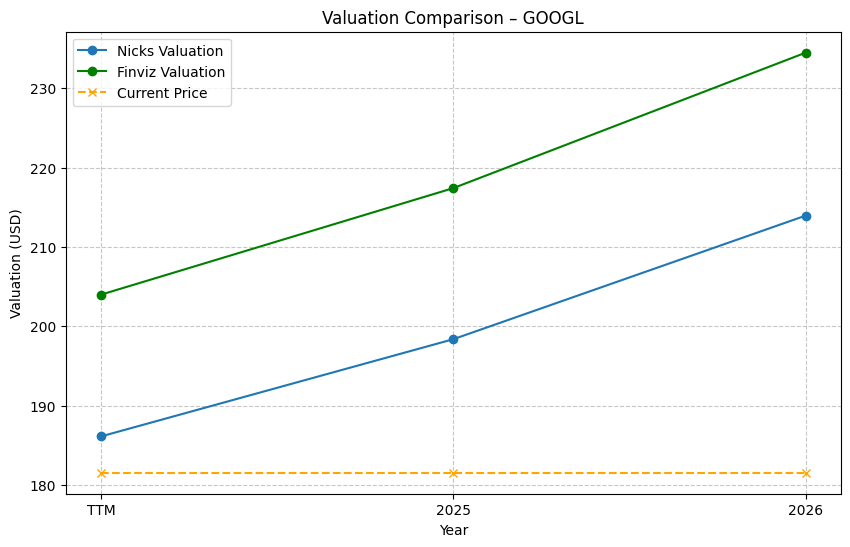 Valuation Comparison – GOOGL
Nicks Valuation
Finviz Valuation
Current Price
Valuation (USD)
230
220
210
200
190
180
TTM
2025
2026
Year